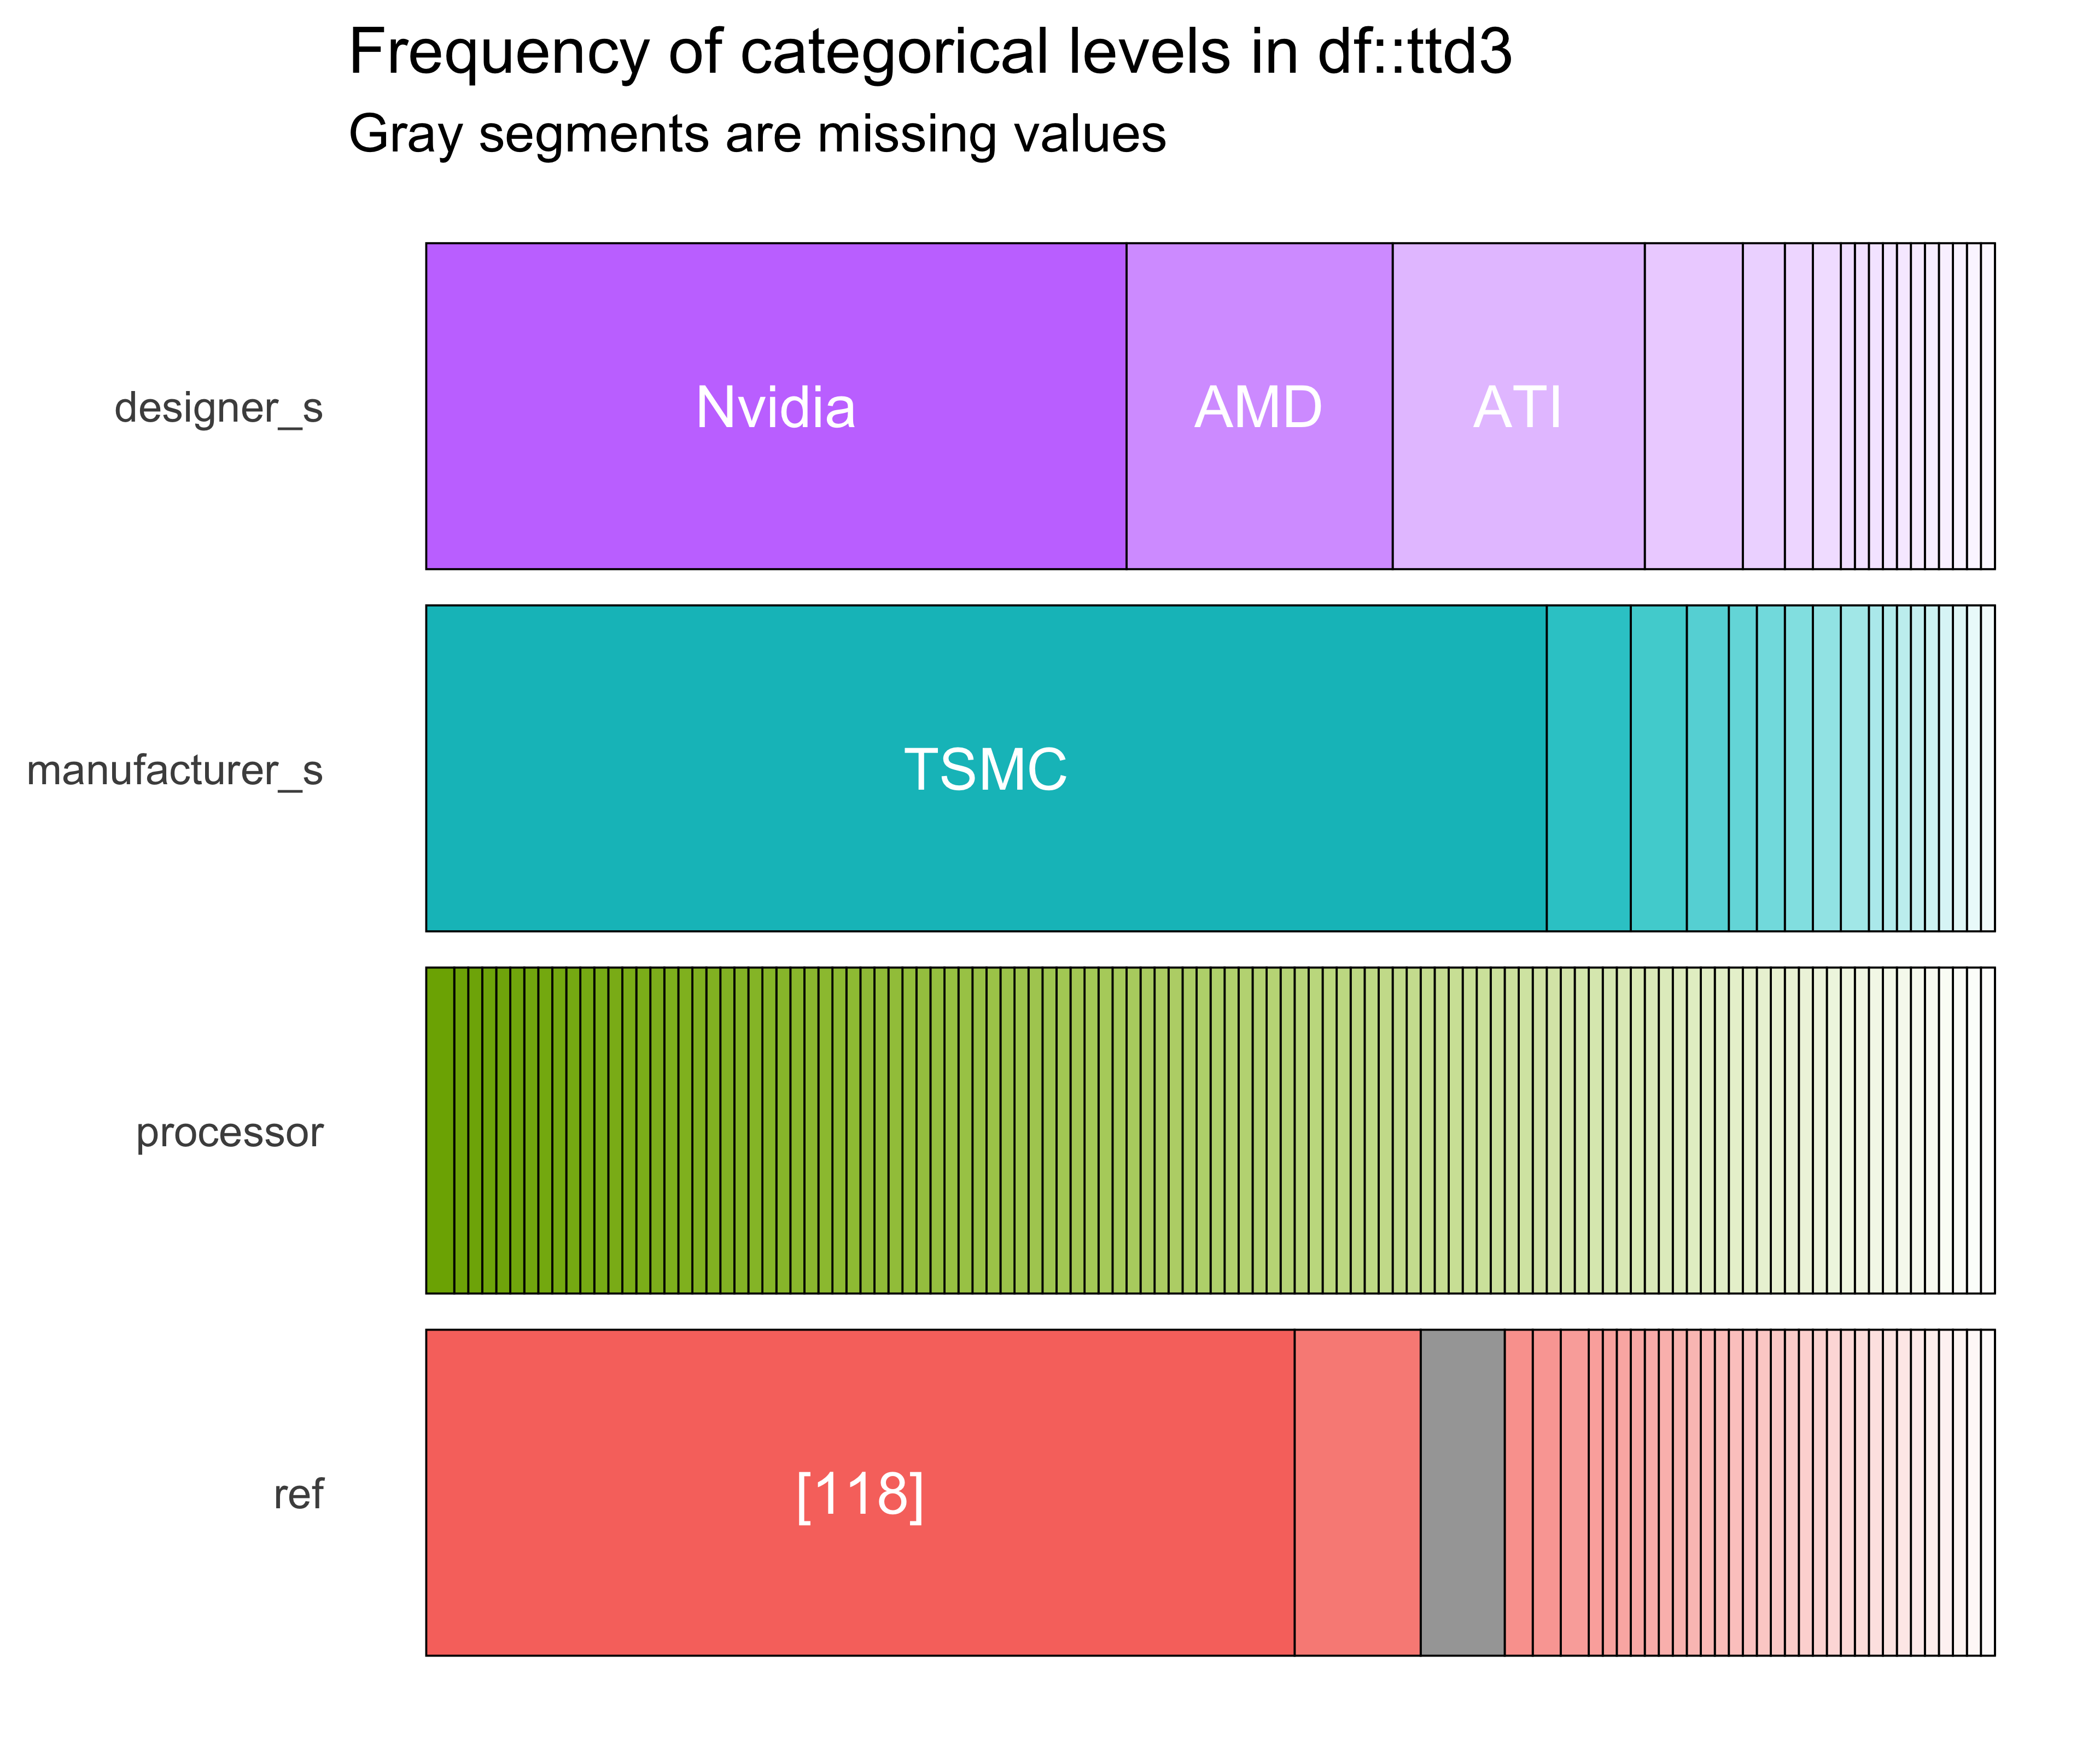 Frequency of categorical levels in df::ttd3
Gray segments are missing values
designer_s
Nvidia
AMD
ATI
manufacturer_s
TSMC
processor
ref
[118]